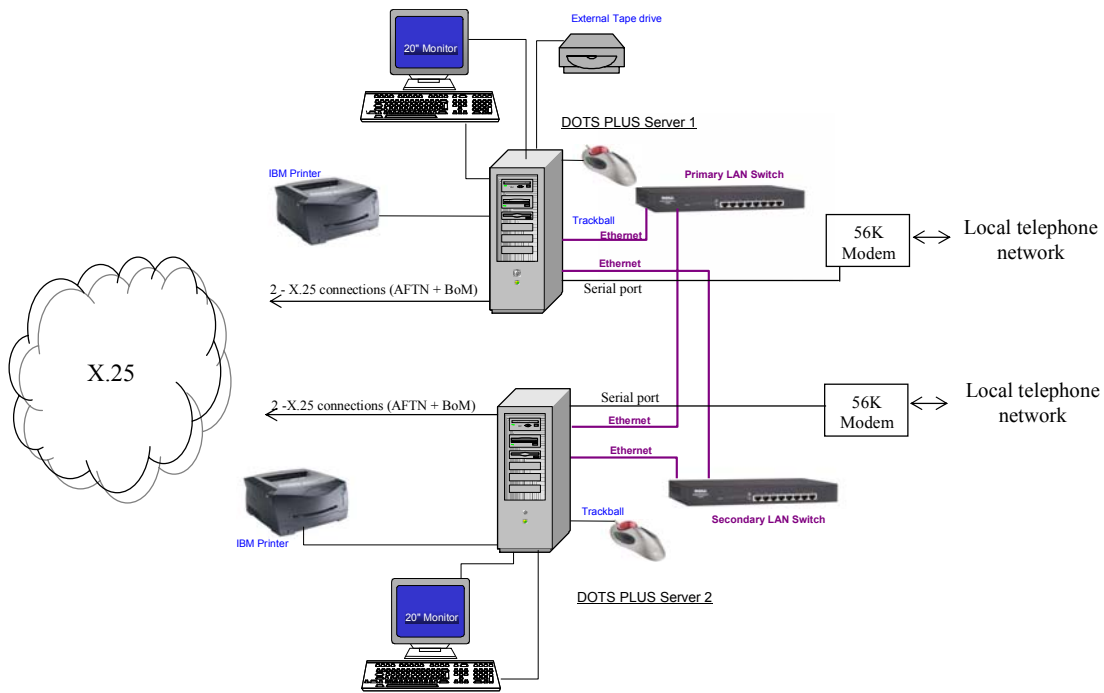 External Tape drive
20" Monitor
DOTS PLUS Server 1
IBM Printer
Primary LAN Switch
Trackball
Ethernet
56K
Modem
Local telephone
network
Ethernet
2 - X.25 connections (AFTN + BoM)
Serial port
X.25
Serial port
2 -X.25 connections (AFTN + BoM)
56K
Modem
Local telephone
network
Ethernet
Ethernet
Trackball
Secondary LAN Switch
IBM Printer
DOTS PLUS Server 2
20" Monitor